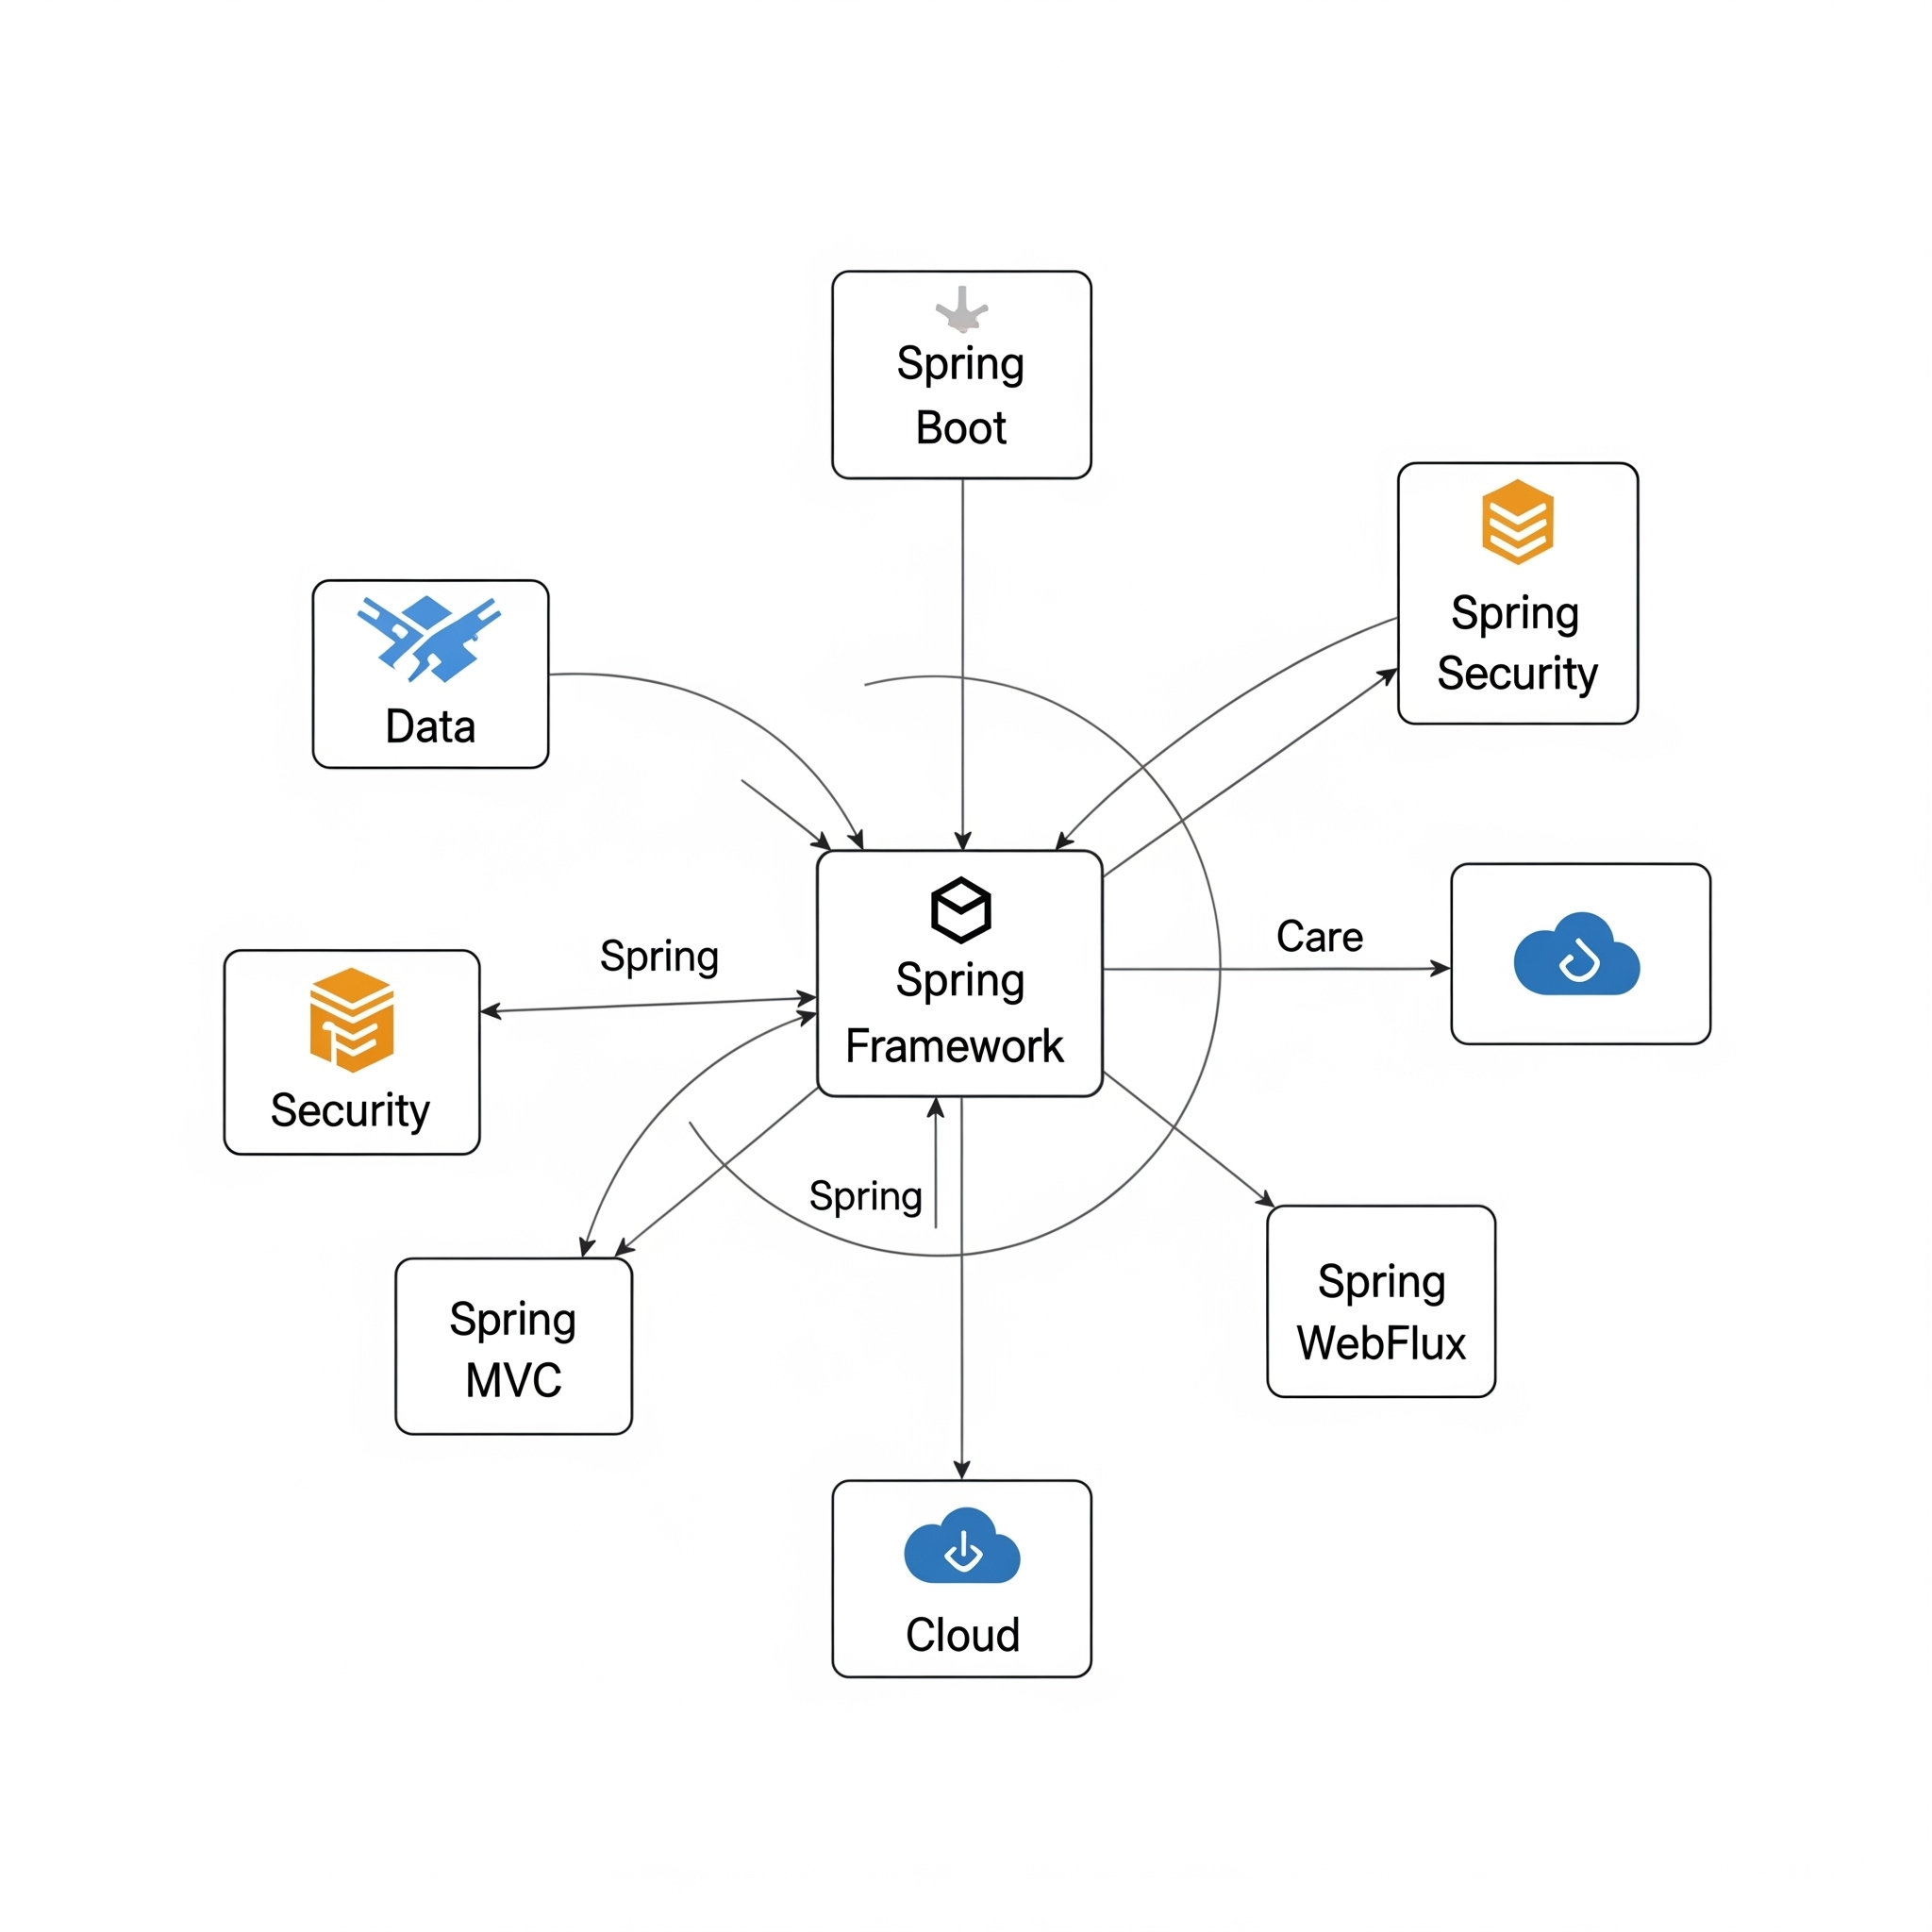 Spring
Boot
Spring
Security
Data
Care
Spring
Spring
Framework
Security
Spring
Spring
MVC
Spring
WebFlux
Cloud